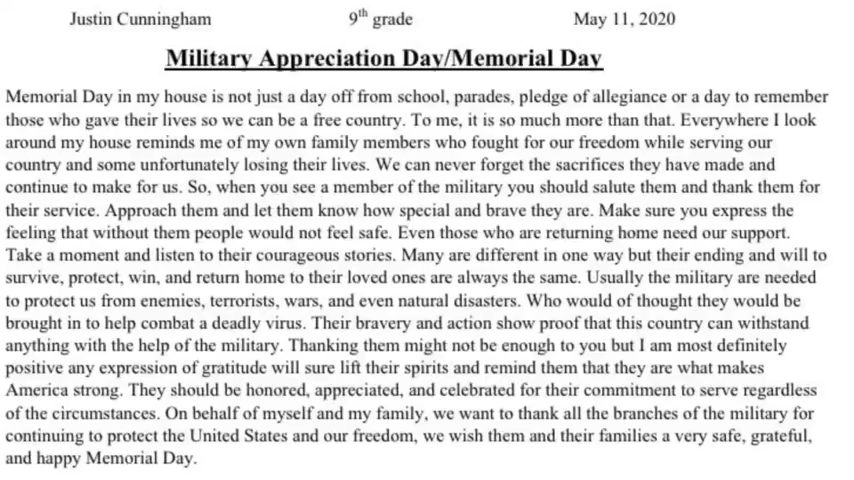 Justin Cunningham 9th grade May 11, 2020
Military Appreciation Day/Memorial Day
Memorial Day in my house is not just a day off from school, parades, pledge of allegiance or a day to remember
those who gave their lives so we can be a free country. To me, it is so much more than that. Everywhere I look
around my house reminds me of my own family members who fought for our freedom while serving our
country and some unfortunately losing their lives. We can never forget the sacrifices they have made and
continue to make for us. So, when you see a member of the military you should salute them and thank them for
their service. Approach them and let them know how special and brave they are. Make sure you express the
feeling that without them people would not feel safe. Even those who are returning home need our support.
Take a moment and listen to their courageous stories. Many are different in one way but their ending and will to
survive, protect, win, and return home to their loved ones are always the same. Usually the military are needed
to protect us from enemies, terrorists, wars, and even natural disasters. Who would of thought they would be
brought in to help combat a deadly virus. Their bravery and action show proof that this country can withstand
anything with the help of the military. Thanking them might not be enough to you but I am most definitely
positive any expression of gratitude will sure lift their spirits and remind them that they are what makes
America strong. They should be honored, appreciated, and celebrated for their commitment to serve regardless
of the circumstances. On behalf of myself and my family, we want to thank all the branches of the military for
continuing to protect the United States and our freedom, we wish them and their families a very safe, grateful,
and happy Memorial Day.